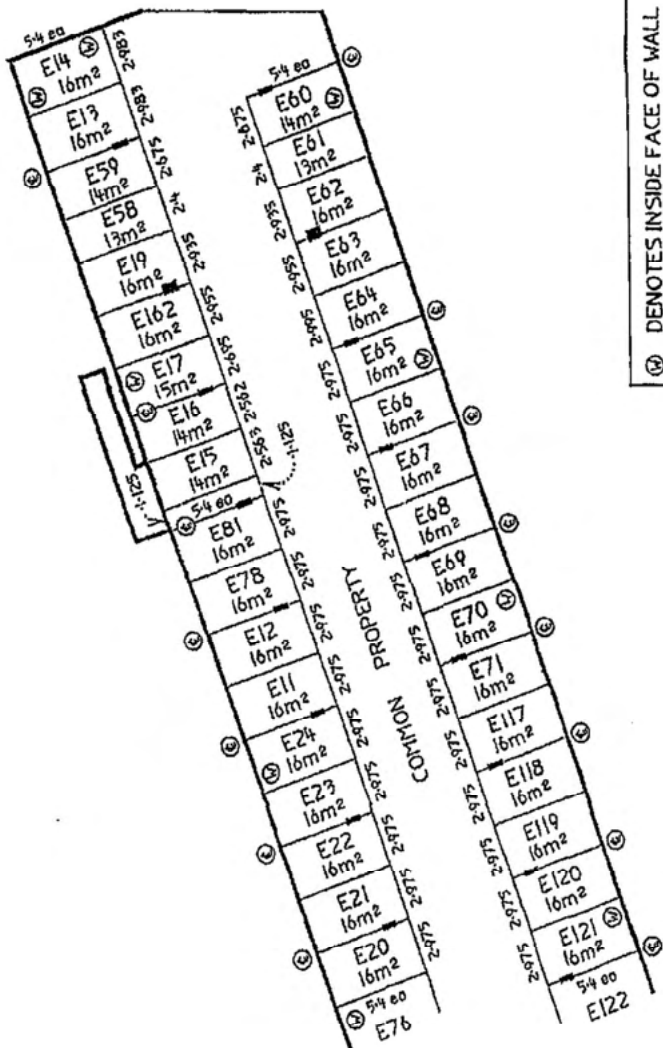 5·4 ea
E14
16m²
2·983
E13
16m²
2·983
E59
14m²
2·675
E58
13m²
2·4
E19
16m²
2·935
E162
16m²
2·955
E17
15m²
2·695
E16
14m²
2·562
E15
14m²
2·563
1·125
1·125
5·4 ea
E81
16m²
2·975
E78
16m²
2·975
E12
16m²
2·975
E11
16m²
2·975
E24
16m²
2·975
E23
16m²
2·975
E22
16m²
2·975
E21
16m²
2·975
E20
16m²
2·975
5·4 ea
E76
COMMON PROPERTY
5·4 ea
E60
14m²
2·675
E61
13m²
2·4
E62
16m²
2·935
E63
16m²
2·955
E64
16m²
2·995
E65
16m²
2·975
E66
16m²
2·975
E67
16m²
2·975
E68
16m²
2·975
E69
16m²
2·975
E70
16m²
2·975
E71
16m²
2·975
E117
16m²
2·975
E118
16m²
2·975
E119
16m²
2·975
E120
16m²
2·975
E121
16m²
2·975
5·4 ea
E122
Ⓦ DENOTES INSIDE FACE OF WALL